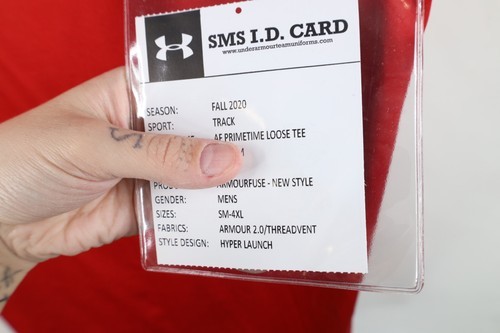 SMS I.D. CARD
www.underarmourteamuniforms.com
SEASON: FALL 2020
SPORT: TRACK
AF PRIMETIME LOOSE TEE
ARMOURFUSE - NEW STYLE
GENDER: MENS
SIZES: SM-4XL
FABRICS: ARMOUR 2.0/THREADVENT
STYLE DESIGN: HYPER LAUNCH